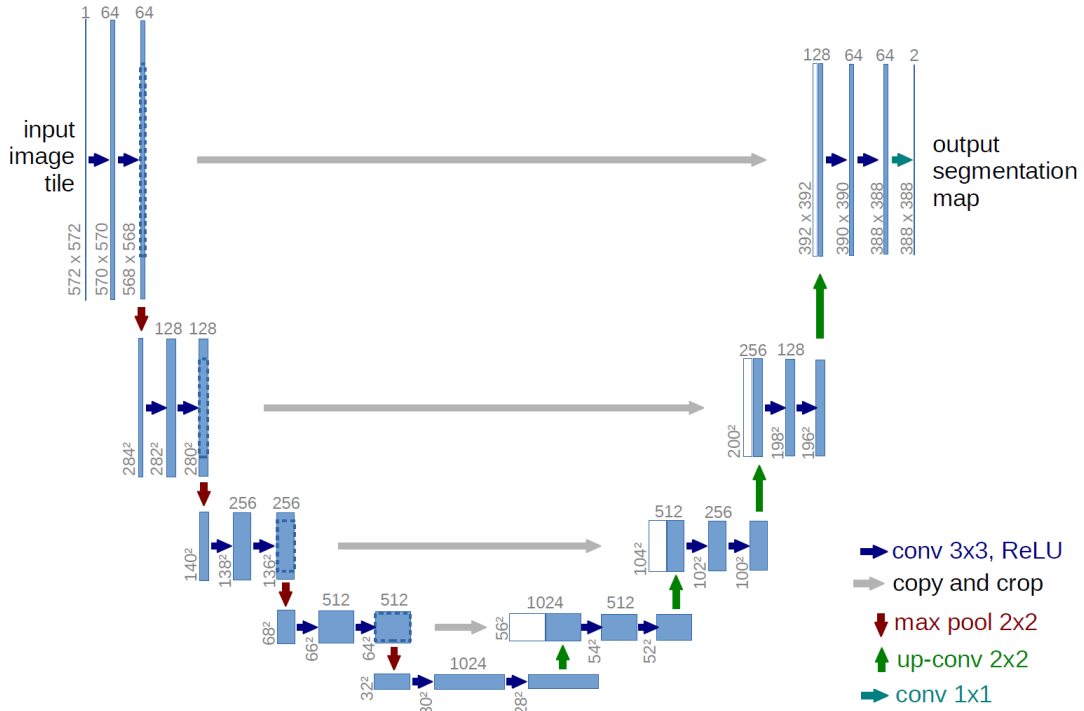 1 64 64
input
image
tile
572 x 572
570 x 570
568 x 568
128 64 64 2
output
segmentation
map
392 x 392
390 x 390
388 x 388
388 x 388
128 128
284²
282²
280²
256 128
200²
198²
196²
256 256
140²
138²
136²
512 256
104²
102²
100²
512 512
68²
66²
64²
1024 512
56²
54²
52²
1024
32²
30²
28²
conv 3x3, ReLU
copy and crop
max pool 2x2
up-conv 2x2
conv 1x1